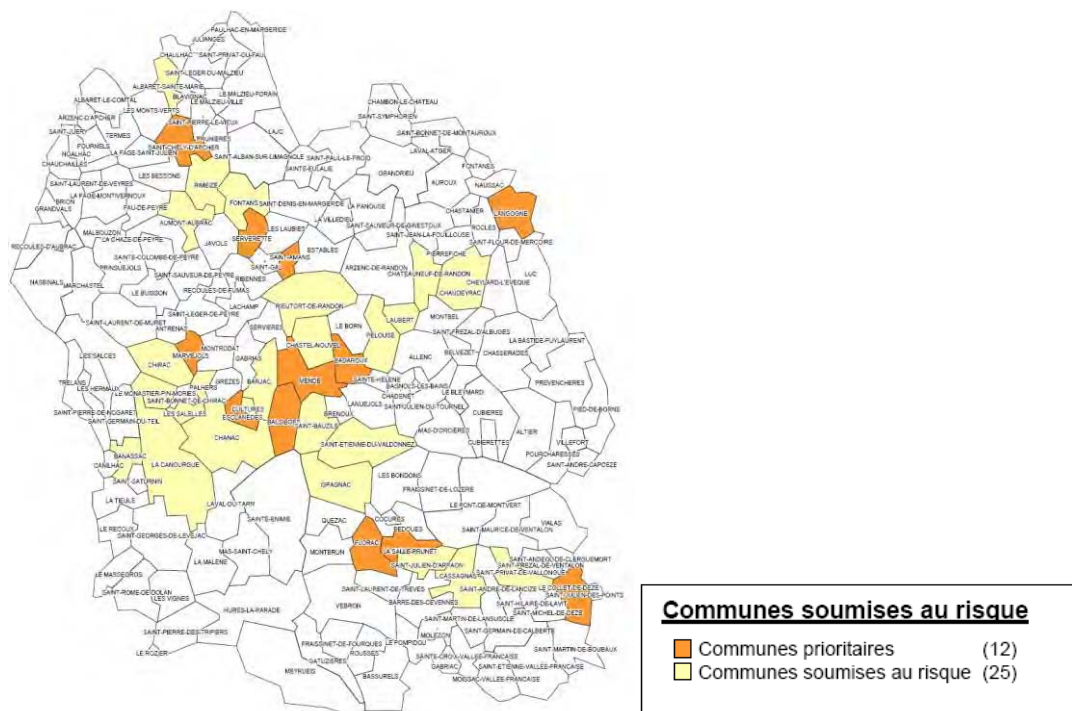 PAULHAC-EN-MARGERIDE
JULIANGES
CHAULHAC
SAINT-PRIVAT-DU-FAU
SAINT-LEGER-DU-MALZIEU
ALBARET-SAINTE-MARIE
BLAVIGNAC
LE MALZIEU-FORAIN
ALBARET-LE-COMTAL
LES MONTS-VERTS
LE MALZIEU-VILLE
CHAMBON-LE-CHATEAU
ARZENC-D'APCHER
SAINT-PIERRE-LE-VIEUX
SAINT-SYMPHORIEN
SAINT-JUERY
TERMES
PRUNIERES
LAJO
SAINT-BONNET-DE-MONTAUROUX
FOURNELS
SAINT-CHELY-D'APCHER
NOALHAC
LA FAGE-SAINT-JULIEN
SAINT-ALBAN-SUR-LIMAGNOLE
SAINT-PAUL-LE-FROID
LAVAL-ATGER
CHAUCHAILLES
SAINTE-EULALIE
FONTANES
LES BESSONS
GRANDRIEU
SAINT-LAURENT-DE-VEYRES
RIMEIZE
AUROUX
NAUSSAC
BRION
LA FAGE-MONTIVERNOUX
GRANDVALS
FAU-DE-PEYRE
FONTANS
SAINT-DENIS-EN-MARGERIDE
LA PANOUSE
CHASTANIER
LANGOGNE
LA VILLEDIEU
AUMONT-AUBRAC
LES LAUBIES
SAINT-SAUVEUR-DE-GINESTOUX
ROCLES
MALBOUZON
SERVERETTE
SAINT-JEAN-LA-FOUILLOUSE
LA CHAZE-DE-PEYRE
JAVOLS
SAINT-FLOUR-DE-MERCOIRE
RECOULES-D'AUBRAC
ESTABLES
SAINTE-COLOMBE-DE-PEYRE
SAINT-AMANS
PIERREFICHE
SAINT-GAL
ARZENC-DE-RANDON
LUC
PRINSUEJOLS
SAINT-SAUVEUR-DE-PEYRE
CHATEAUNEUF-DE-RANDON
NASBINALS
RIBENNES
CHEYLARD-L'EVEQUE
MARCHASTEL
LE BUISSON
RECOULES-DE-FUMAS
CHAUDEYRAC
LACHAMP
RIEUTORT-DE-RANDON
SAINT-LEGER-DE-PEYRE
LAUBERT
MONTBEL
SAINT-LAURENT-DE-MURET
ANTRENAS
SERVIERES
LE BORN
PELOUSE
SAINT-FREZAL-D'ALBUGES
LA BASTIDE-PUYLAURENT
CHASTEL-NOUVEL
MARVEJOLS
MONTRODAT
LES SALCES
GABRIAS
BADAROUX
ALLENC
BELVEZET
CHASSERADES
CHIRAC
TRELANS
PALHERS
GREZES
BARJAC
MENDE
SAINTE-HELENE
BAGNOLS-LES-BAINS
LES HERMAUX
LE MONASTIER-PIN-MORIES
CHADENET
LE BLEYMARD
PREVENCHERES
SAINT-BONNET-DE-CHIRAC
LANUEJOLS
SAINT-JULIEN-DU-TOURNEL
SAINT-PIERRE-DE-NOGARET
LES SALELLES
CULTURES
BRENOUX
CUBIERES
PIED-DE-BORNE
SAINT-GERMAIN-DU-TEIL
ESCLANEDES
BALSIEGES
SAINT-BAUZILE
MAS-D'ORCIERES
ALTIER
CHANAC
SAINT-ETIENNE-DU-VALDONNEZ
CUBIERETTES
VILLEFORT
BANASSAC
POURCHARESSES
CANILHAC
LA CANOURGUE
SAINT-ANDRE-CAPCEZE
SAINT-SATURNIN
LES BONDONS
ISPAGNAC
FRAISSINET-DE-LOZERE
LA TIEULE
LAVAL-DU-TARN
LE PONT-DE-MONTVERT
SAINTE-ENIMIE
QUEZAC
COCURES
LE RECOUX
BEDOUES
VIALAS
SAINT-GEORGES-DE-LEVEJAC
SAINT-MAURICE-DE-VENTALON
FLORAC
MAS-SAINT-CHELY
MONTBRUN
LA SALLE-PRUNET
LA MALENE
SAINT-ANDEOL-DE-CLERGUEMORT
SAINT-JULIEN-D'ARPAON
SAINT-FREZAL-DE-VENTALON
LE MASSEGROS
CASSAGNAS
SAINT-PRIVAT-DE-VALLONGUE
SAINT-LAURENT-DE-TREVES
SAINT-ANDRE-DE-LANCIZE
LE COLLET-DE-DEZE
SAINT-ROME-DE-DOLAN
SAINT-JULIEN-DES-POINTS
LES VIGNES
VEBRON
BARRE-DES-CEVENNES
SAINT-HILAIRE-DE-LAVIT
HURES-LA-PARADE
SAINT-MICHEL-DE-DEZE
SAINT-MARTIN-DE-LANSUSCLE
SAINT-PIERRE-DES-TRIPIERS
SAINT-GERMAIN-DE-CALBERTE
MOLEZON
FRAISSINET-DE-FOURQUES
LE POMPIDOU
LE ROZIER
ROUSSES
SAINTE-CROIX-VALLEE-FRANCAISE
SAINT-MARTIN-DE-BOUBAUX
GATUZIERES
GABRIAC
SAINT-ETIENNE-VALLEE-FRANCAISE
MEYRUEIS
BASSURELS
MOISSAC-VALLEE-FRANCAISE
Communes soumises au risque
Communes prioritaires (12)
Communes soumises au risque (25)